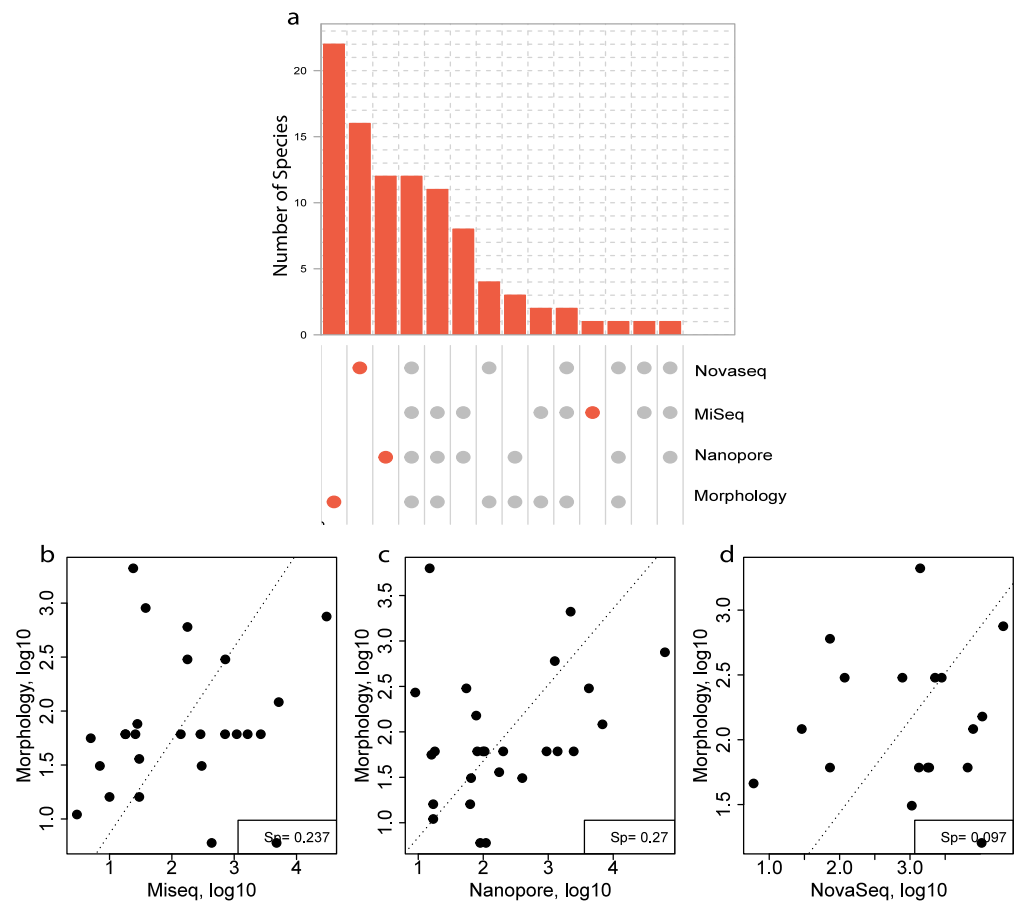 a
Number of Species
20
15
10
5
0
Novaseq
MiSeq
Nanopore
Morphology
b
Morphology, log10
3.0
2.5
2.0
1.5
1.0
Sp= 0.237
1 2 3 4
Miseq, log10
c
Morphology, log10
3.5
3.0
2.5
2.0
1.5
1.0
Sp= 0.27
1 2 3 4
Nanopore, log10
d
Morphology, log10
3.0
2.5
2.0
1.5
Sp= 0.097
1.0 2.0 3.0
NovaSeq, log10